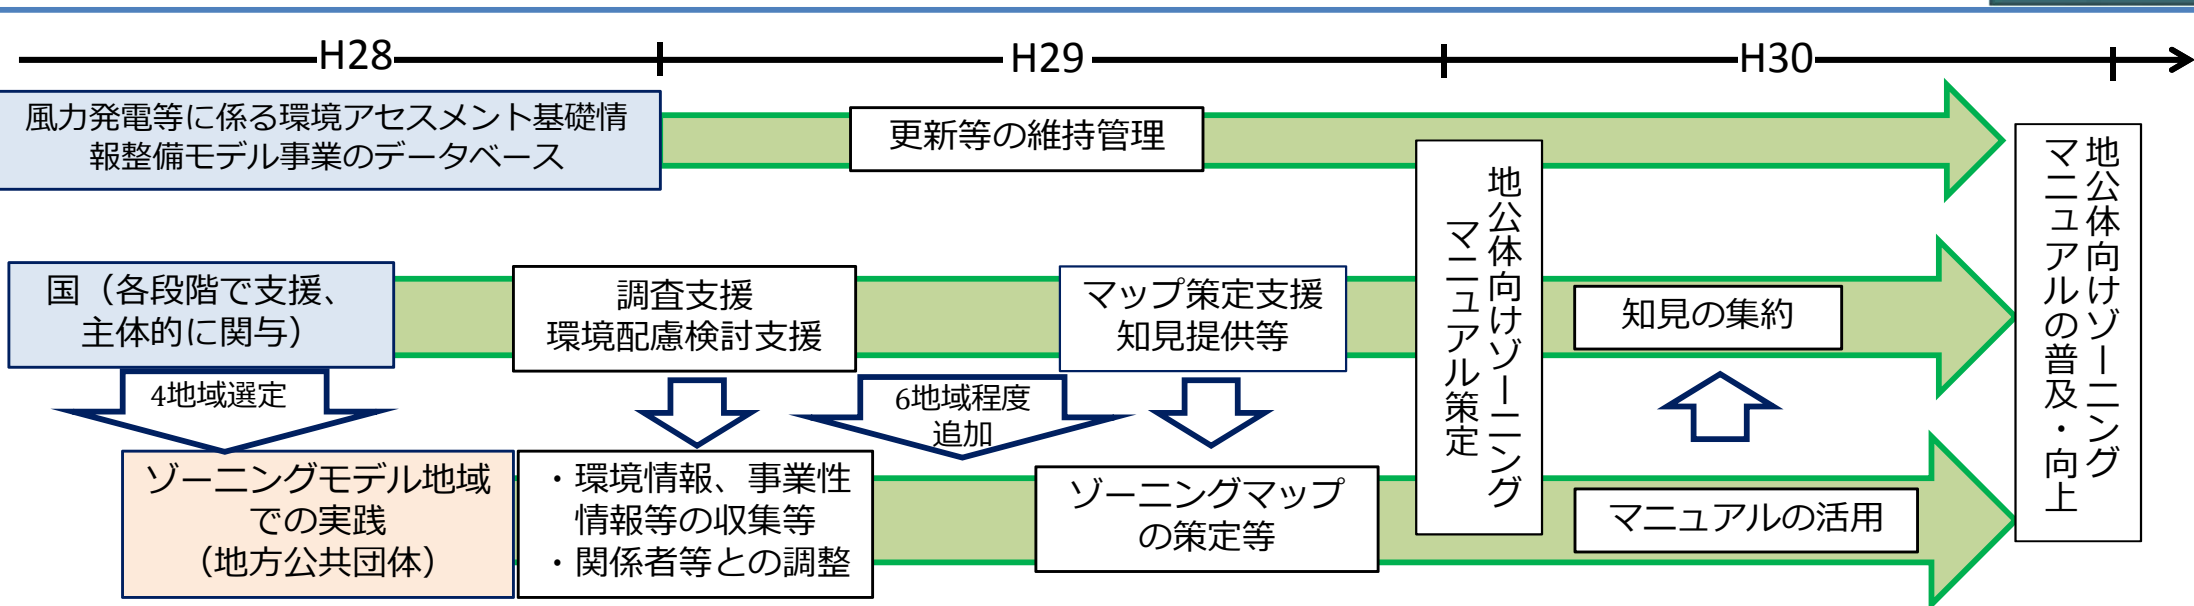 H28
H29
H30
風力発電等に係る環境アセスメント基礎情
報整備モデル事業のデータベース
更新等の維持管理
国（各段階で支援、
主体的に関与）
調査支援
環境配慮検討支援
マップ策定支援
知見提供等
地公体向けゾーニング
マニュアル策定
知見の集約
地公体向けゾーニング
マニュアルの普及・向上
4地域選定
6地域程度
追加
ゾーニングモデル地域
での実践
（地方公共団体）
・環境情報、事業性
情報等の収集等
・関係者等との調整
ゾーニングマップ
の策定等
マニュアルの活用